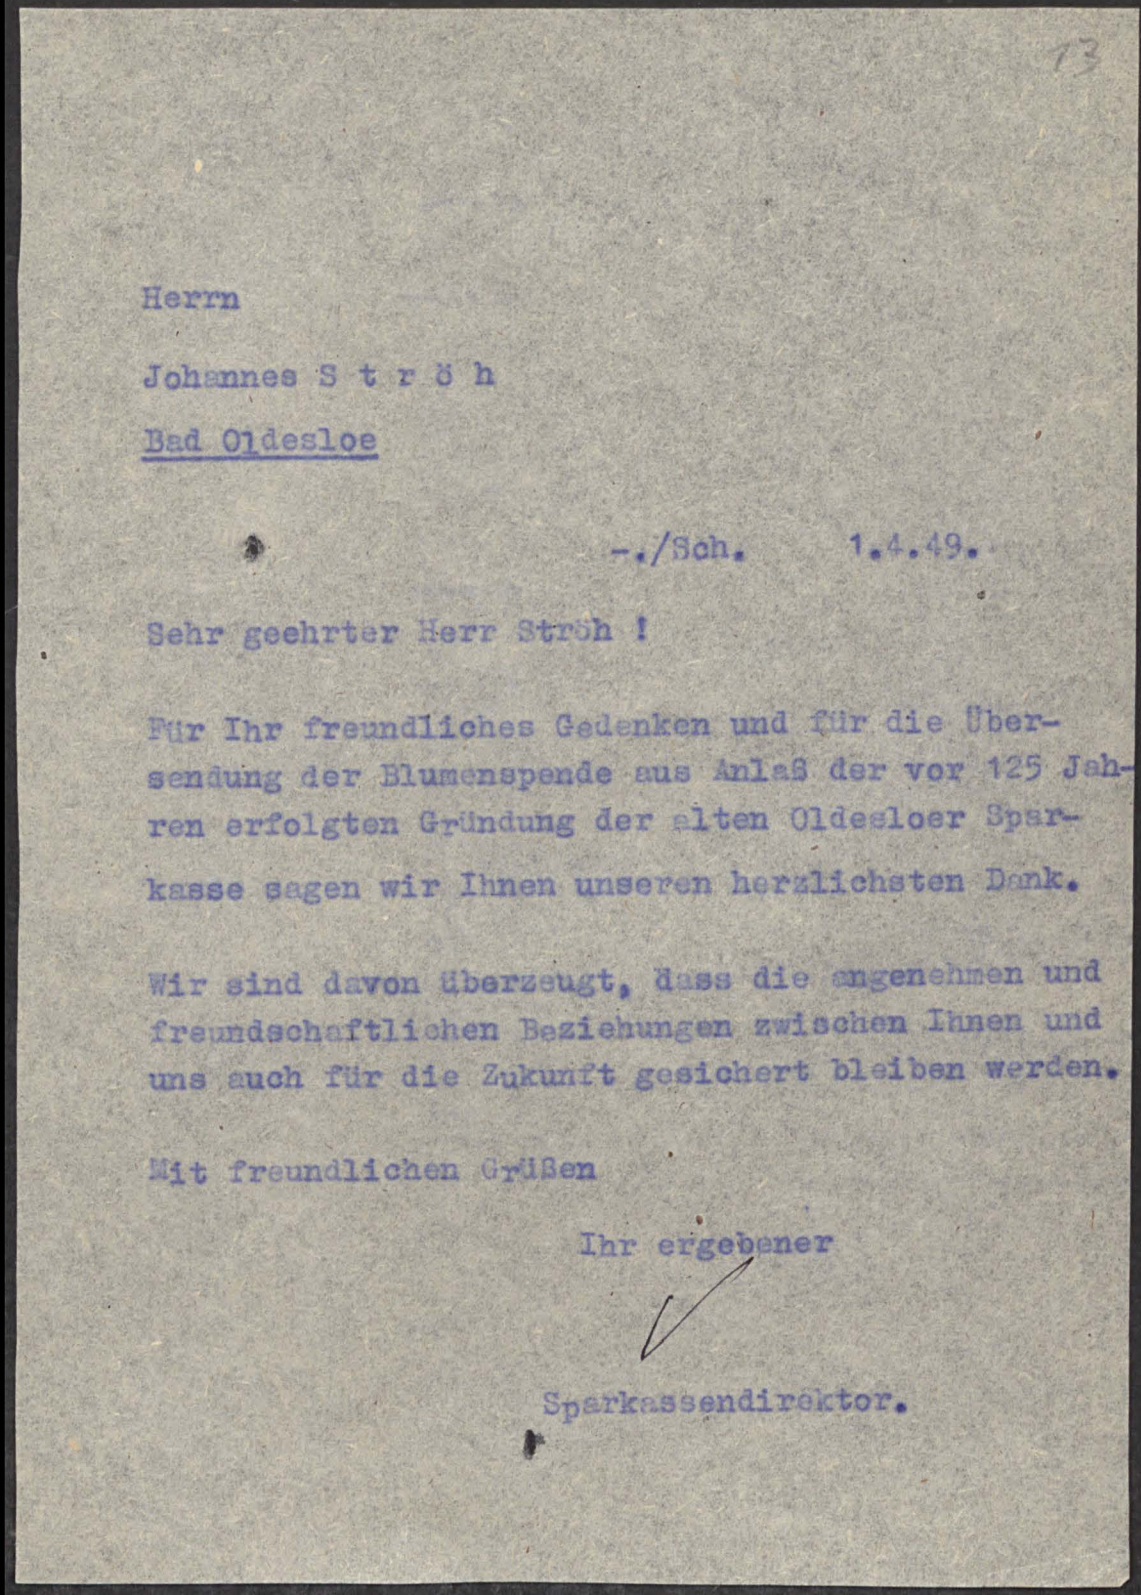 13
Herrn
Johannes S t r ö h
Bad Oldesloe
-./Sch. 1.4.49.
Sehr geehrter Herr Ströh !
Für Ihr freundliches Gedenken und für die Über-
sendung der Blumenspende aus Anlaß der vor 125 Jah-
ren erfolgten Gründung der alten Oldesloer Spar-
kasse sagen wir Ihnen unseren herzlichsten Dank.
Wir sind davon überzeugt, dass die angenehmen und
freundschaftlichen Beziehungen zwischen Ihnen und
uns auch für die Zukunft gesichert bleiben werden.
Mit freundlichen Grüßen
Ihr ergebener
Sparkassendirektor.